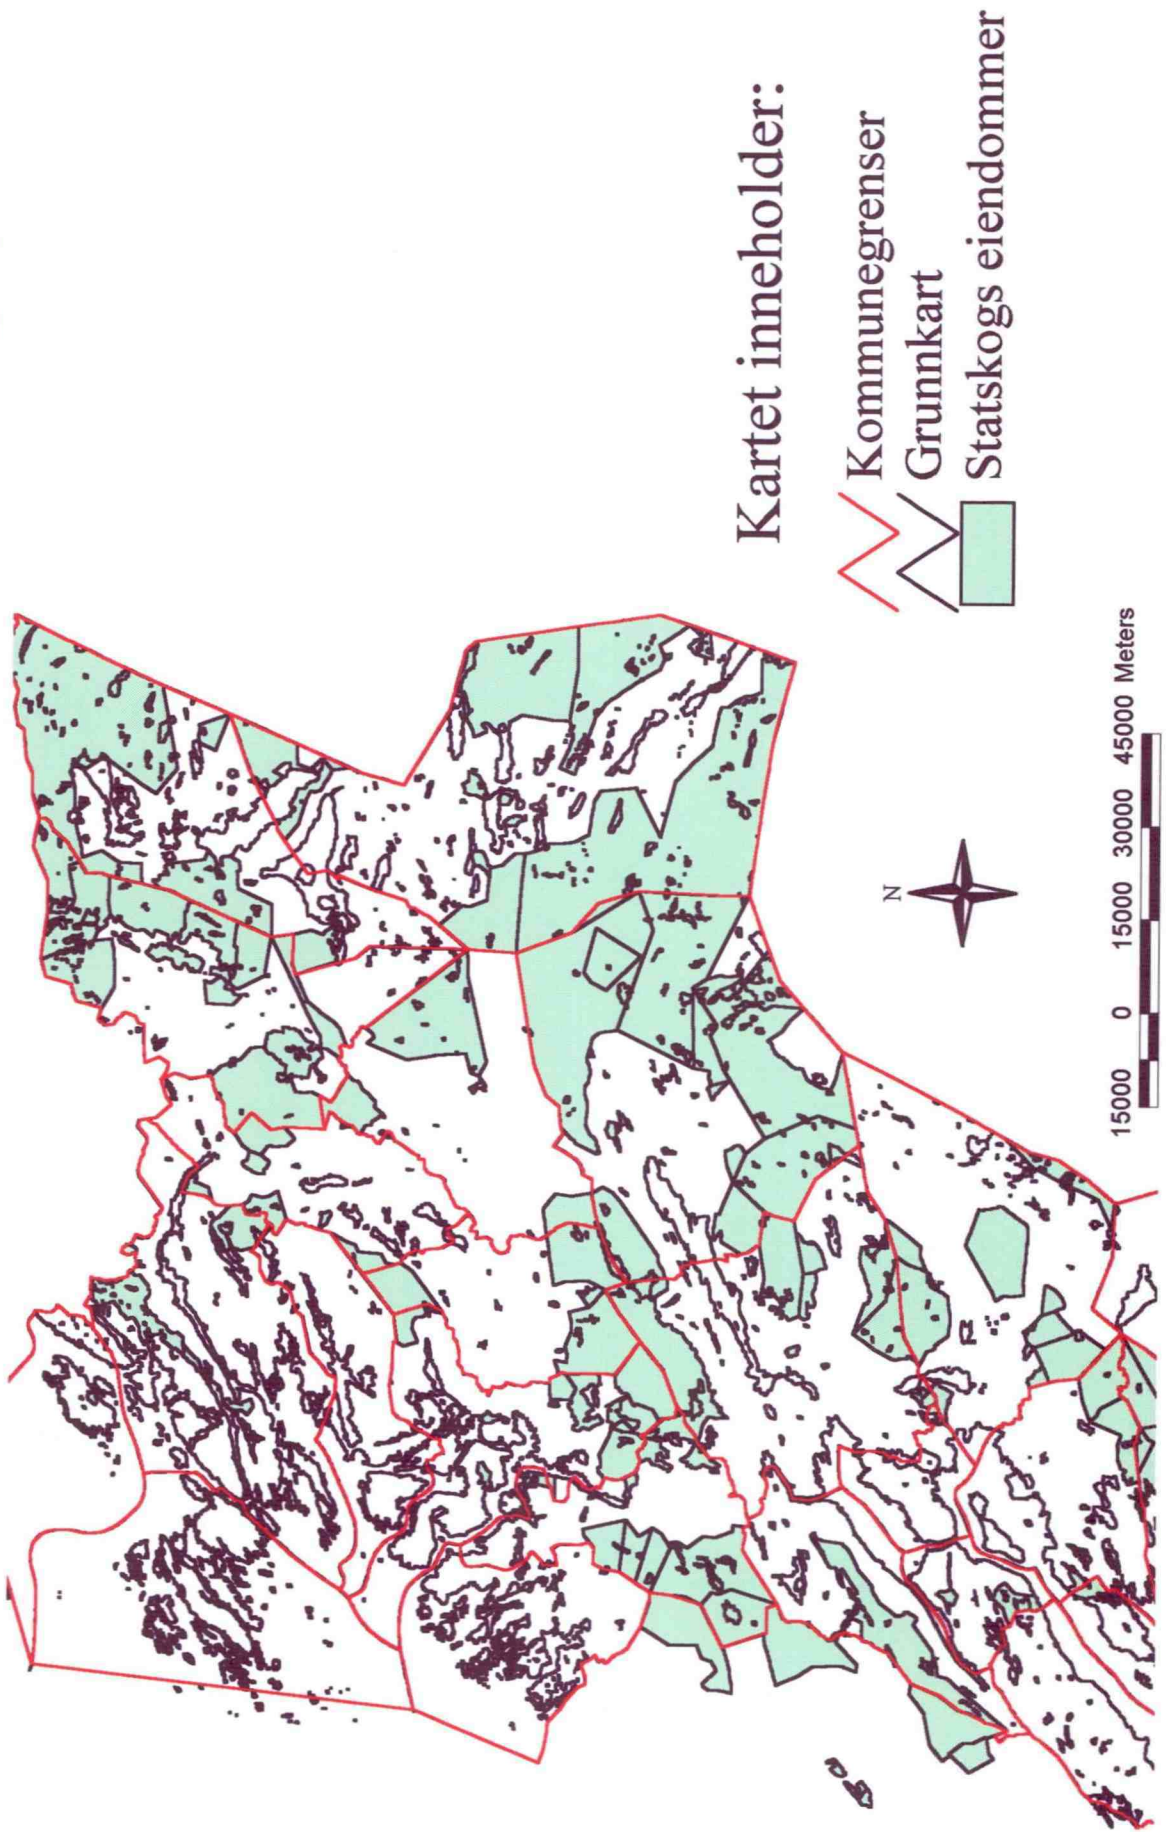 Kartet inneholder:
Kommunegrenser
Grunnkart
Statskogs eiendommer
N
15000 0 15000 30000 45000 Meters